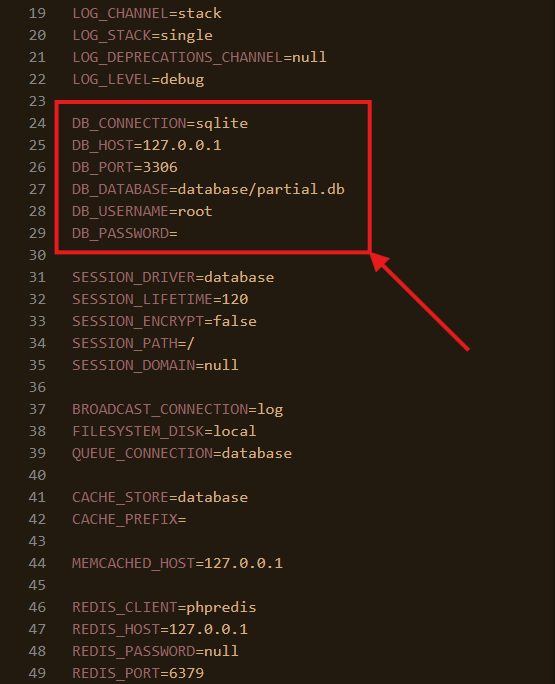 19 LOG_CHANNEL=stack
20 LOG_STACK=single
21 LOG_DEPRECATIONS_CHANNEL=null
22 LOG_LEVEL=debug
23
24 DB_CONNECTION=sqlite
25 DB_HOST=127.0.0.1
26 DB_PORT=3306
27 DB_DATABASE=database/partial.db
28 DB_USERNAME=root
29 DB_PASSWORD=
30
31 SESSION_DRIVER=database
32 SESSION_LIFETIME=120
33 SESSION_ENCRYPT=false
34 SESSION_PATH=/
35 SESSION_DOMAIN=null
36
37 BROADCAST_CONNECTION=log
38 FILESYSTEM_DISK=local
39 QUEUE_CONNECTION=database
40
41 CACHE_STORE=database
42 CACHE_PREFIX=
43
44 MEMCACHED_HOST=127.0.0.1
45
46 REDIS_CLIENT=phpredis
47 REDIS_HOST=127.0.0.1
48 REDIS_PASSWORD=null
49 REDIS_PORT=6379